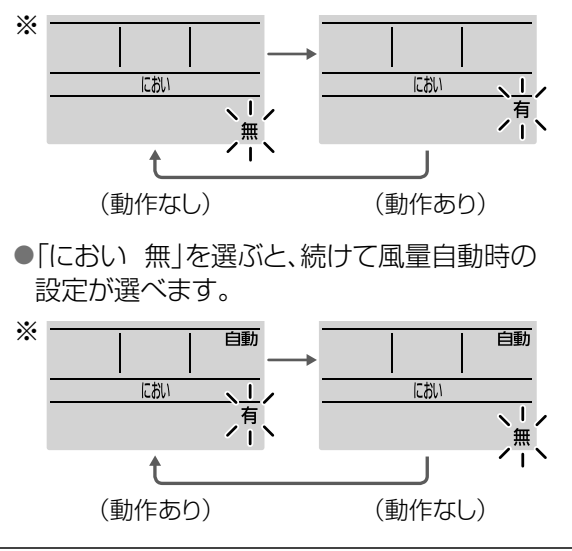 ※
におい
無
におい
有
（動作なし）
（動作あり）
●「におい　無」を選ぶと、続けて風量自動時の
設定が選べます。
※
自動
におい
有
自動
におい
無
（動作あり）
（動作なし）